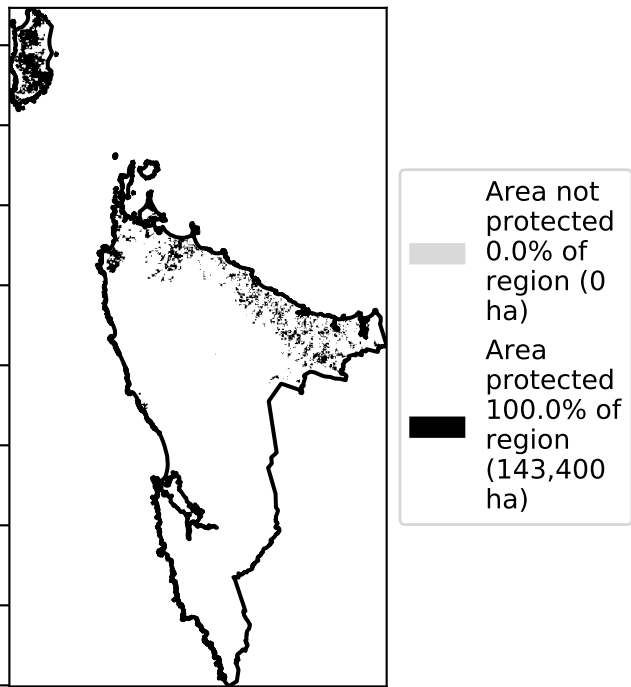 Area not
protected
0.0% of
region (0
ha)
Area
protected
100.0% of
region
(143,400
ha)